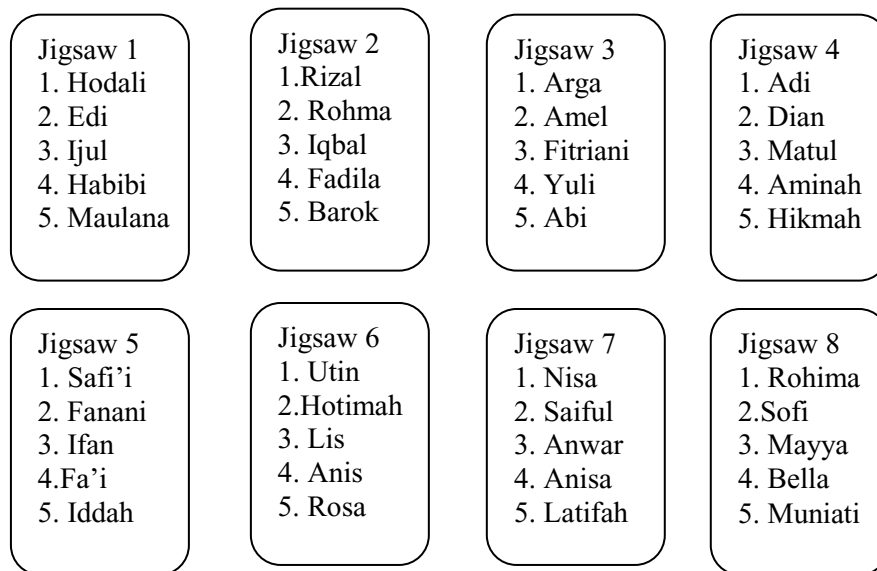 Jigsaw 1
1. Hodali
2. Edi
3. Ijul
4. Habibi
5. Maulana
Jigsaw 2
1.Rizal
2. Rohma
3. Iqbal
4. Fadila
5. Barok
Jigsaw 3
1. Arga
2. Amel
3. Fitriani
4. Yuli
5. Abi
Jigsaw 4
1. Adi
2. Dian
3. Matul
4. Aminah
5. Hikmah
Jigsaw 5
1. Safi’i
2. Fanani
3. Ifan
4.Fa’i
5. Iddah
Jigsaw 6
1. Utin
2.Hotimah
3. Lis
4. Anis
5. Rosa
Jigsaw 7
1. Nisa
2. Saiful
3. Anwar
4. Anisa
5. Latifah
Jigsaw 8
1. Rohima
2.Sofi
3. Mayya
4. Bella
5. Muniati